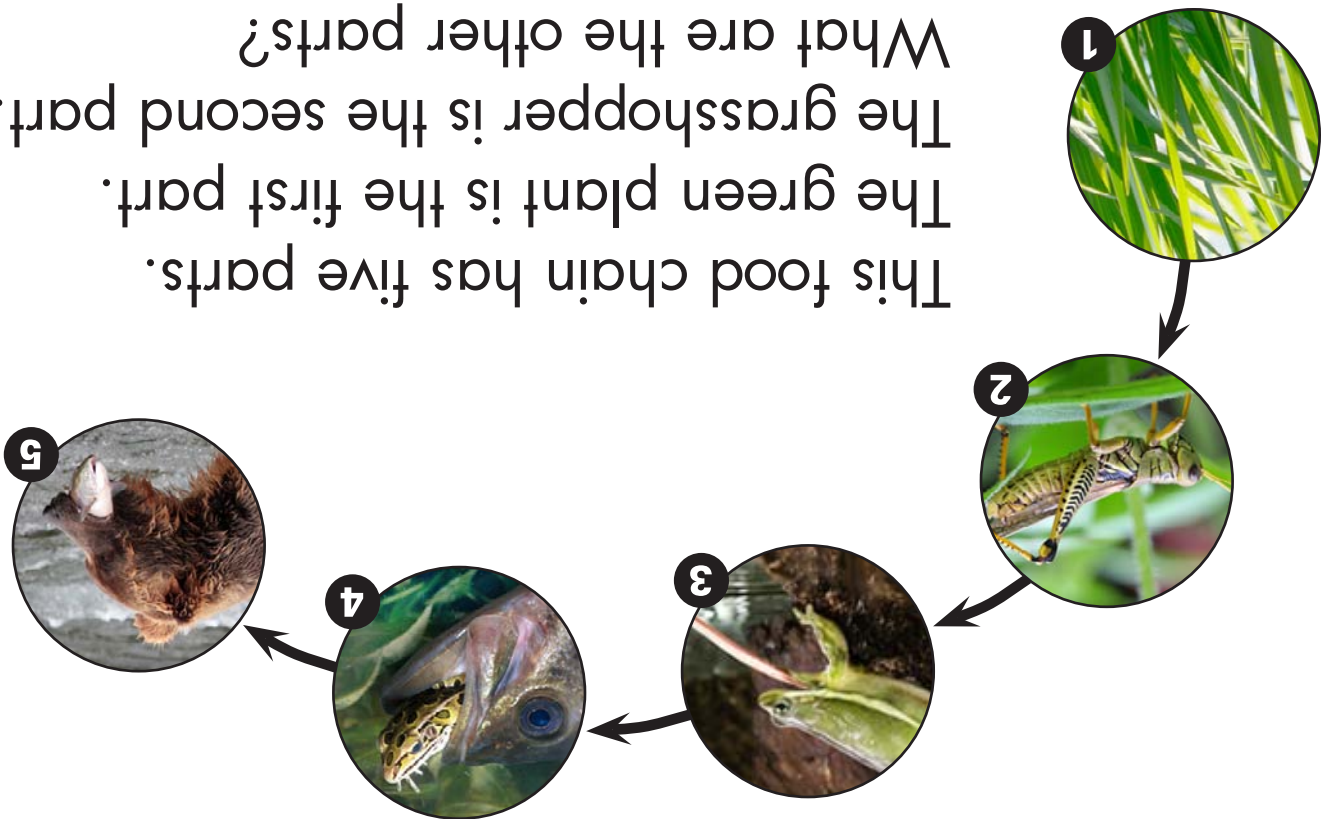 1
2
3
4
5
This food chain has five parts.
The green plant is the first part.
The grasshopper is the second part.
What are the other parts?